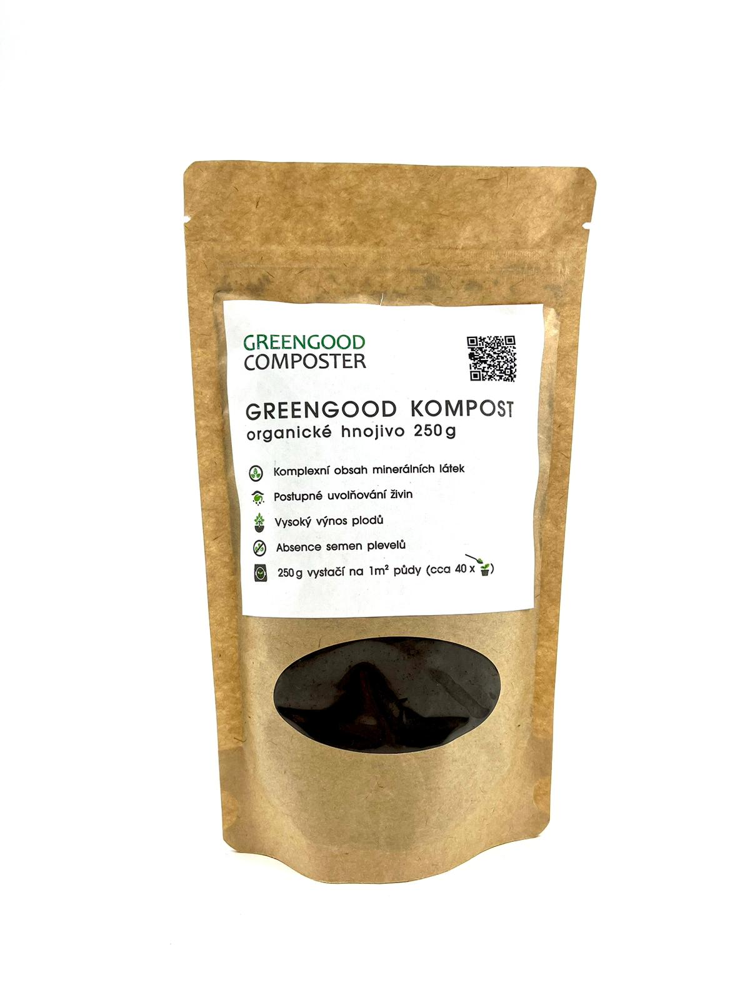 GREENGOOD
COMPOSTER
GREENGOOD KOMPOST
organické hnojivo 250g
Komplexní obsah minerálních látek
Postupné uvolňování živin
Vysoký výnos plodů
Absence semen plevelů
250g vystačí na 1m² půdy (cca 40 x )